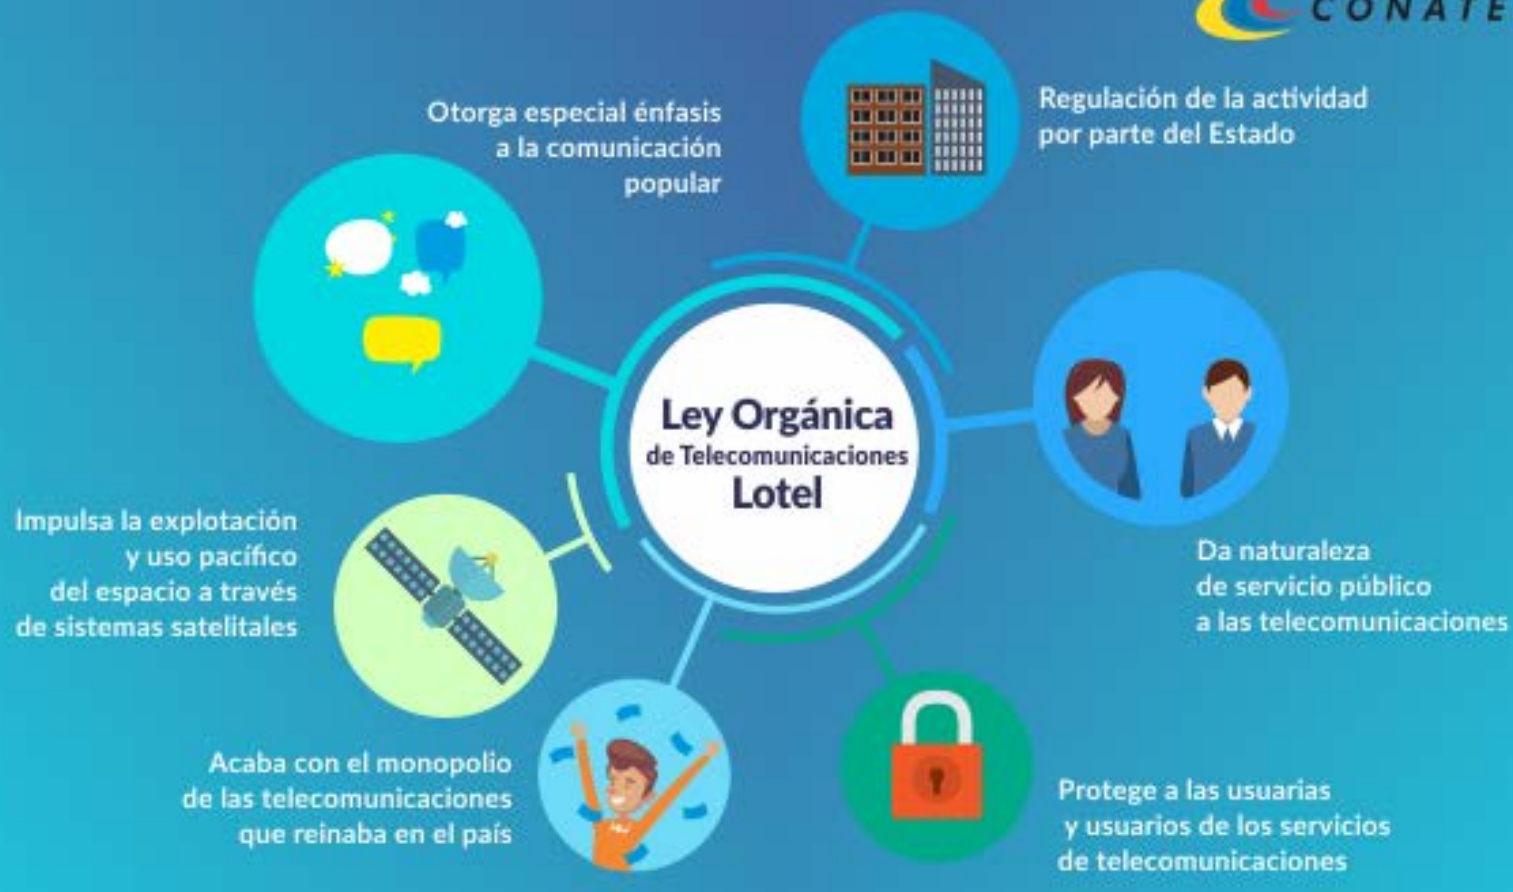 CONATE
Otorga especial énfasis
a la comunicación
popular
Regulación de la actividad
por parte del Estado
Ley Orgánica
de Telecomunicaciones
Lotel
Da naturaleza
de servicio público
a las telecomunicaciones
Impulsa la explotación
y uso pacífico
del espacio a través
de sistemas satelitales
Acaba con el monopolio
de las telecomunicaciones
que reinaba en el país
Protege a las usuarias
y usuarios de los servicios
de telecomunicaciones